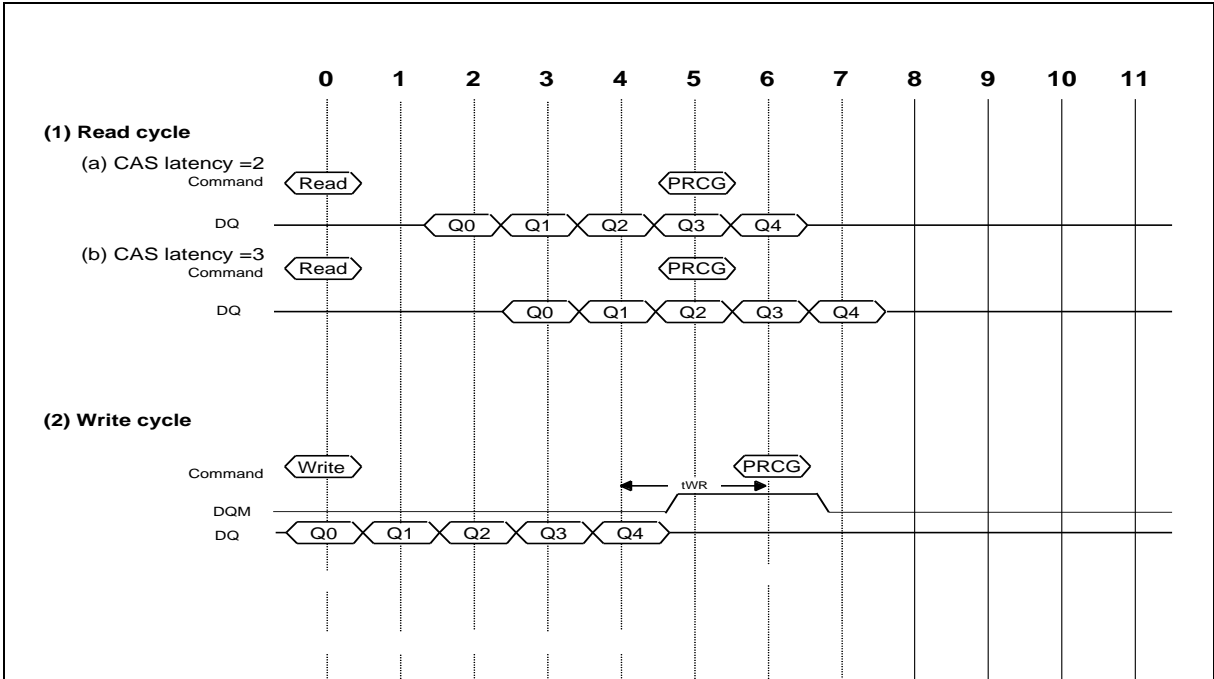 0 1 2 3 4 5 6 7 8 9 10 11
(1) Read cycle
(a) CAS latency =2
Command Read PRCG
DQ Q0 Q1 Q2 Q3 Q4
(b) CAS latency =3
Command Read PRCG
DQ Q0 Q1 Q2 Q3 Q4
(2) Write cycle
Command Write PRCG
tWR
DQM
DQ Q0 Q1 Q2 Q3 Q4